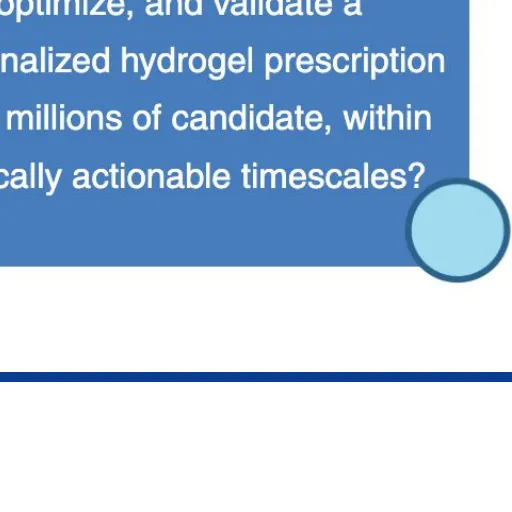 optimize, and validate a
nalized hydrogel prescription
millions of candidate, within
cally actionable timescales?